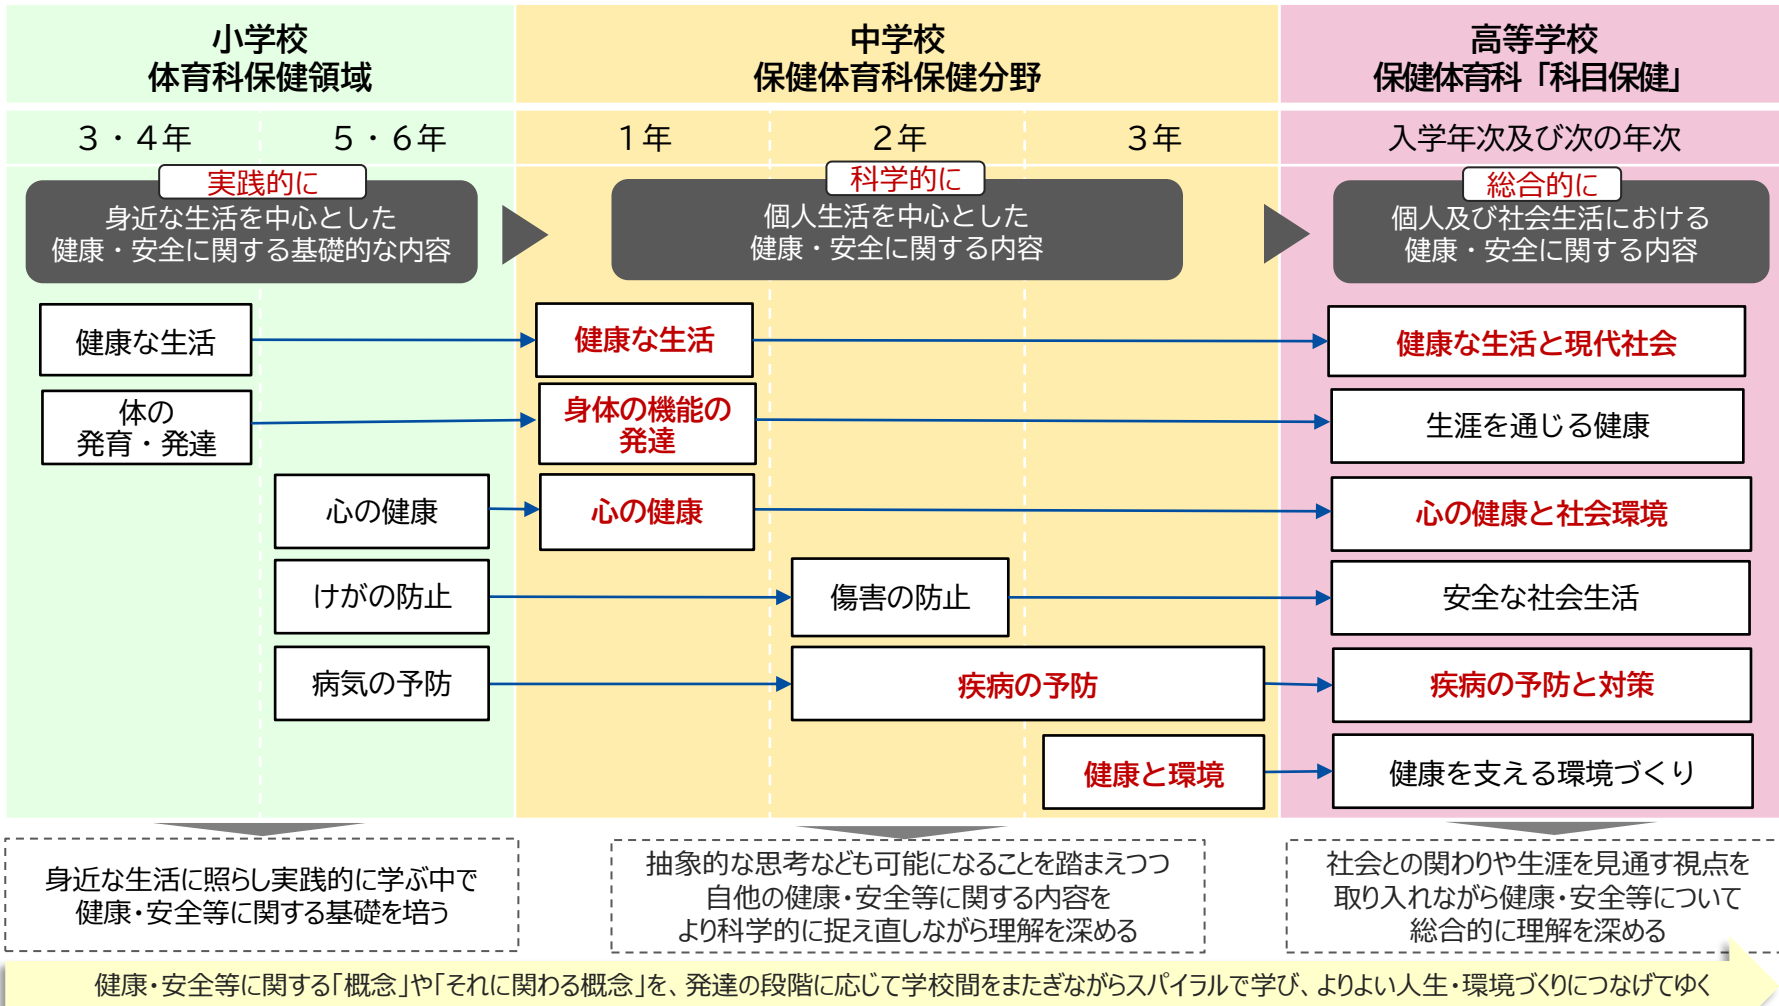 小学校
体育科保健領域
中学校
保健体育科保健分野
高等学校
保健体育科「科目保健」
３・４年
５・６年
１年
２年
３年
入学年次及び次の年次
実践的に
身近な生活を中心とした
健康・安全に関する基礎的な内容
科学的に
個人生活を中心とした
健康・安全に関する内容
総合的に
個人及び社会生活における
健康・安全に関する内容
健康な生活
健康な生活
健康な生活と現代社会
体の
発育・発達
身体の機能の
発達
生涯を通じる健康
心の健康
心の健康
心の健康と社会環境
けがの防止
傷害の防止
安全な社会生活
病気の予防
疾病の予防
疾病の予防と対策
健康と環境
健康を支える環境づくり
身近な生活に照らし実践的に学ぶ中で
健康・安全等に関する基礎を培う
抽象的な思考なども可能になることを踏まえつつ
自他の健康・安全等に関する内容を
より科学的に捉え直しながら理解を深める
社会との関わりや生涯を見通す視点を
取り入れながら健康・安全等について
総合的に理解を深める
健康・安全等に関する「概念」や「それに関わる概念」を、発達の段階に応じて学校間をまたぎながらスパイラルで学び、よりよい人生・環境づくりにつなげてゆく